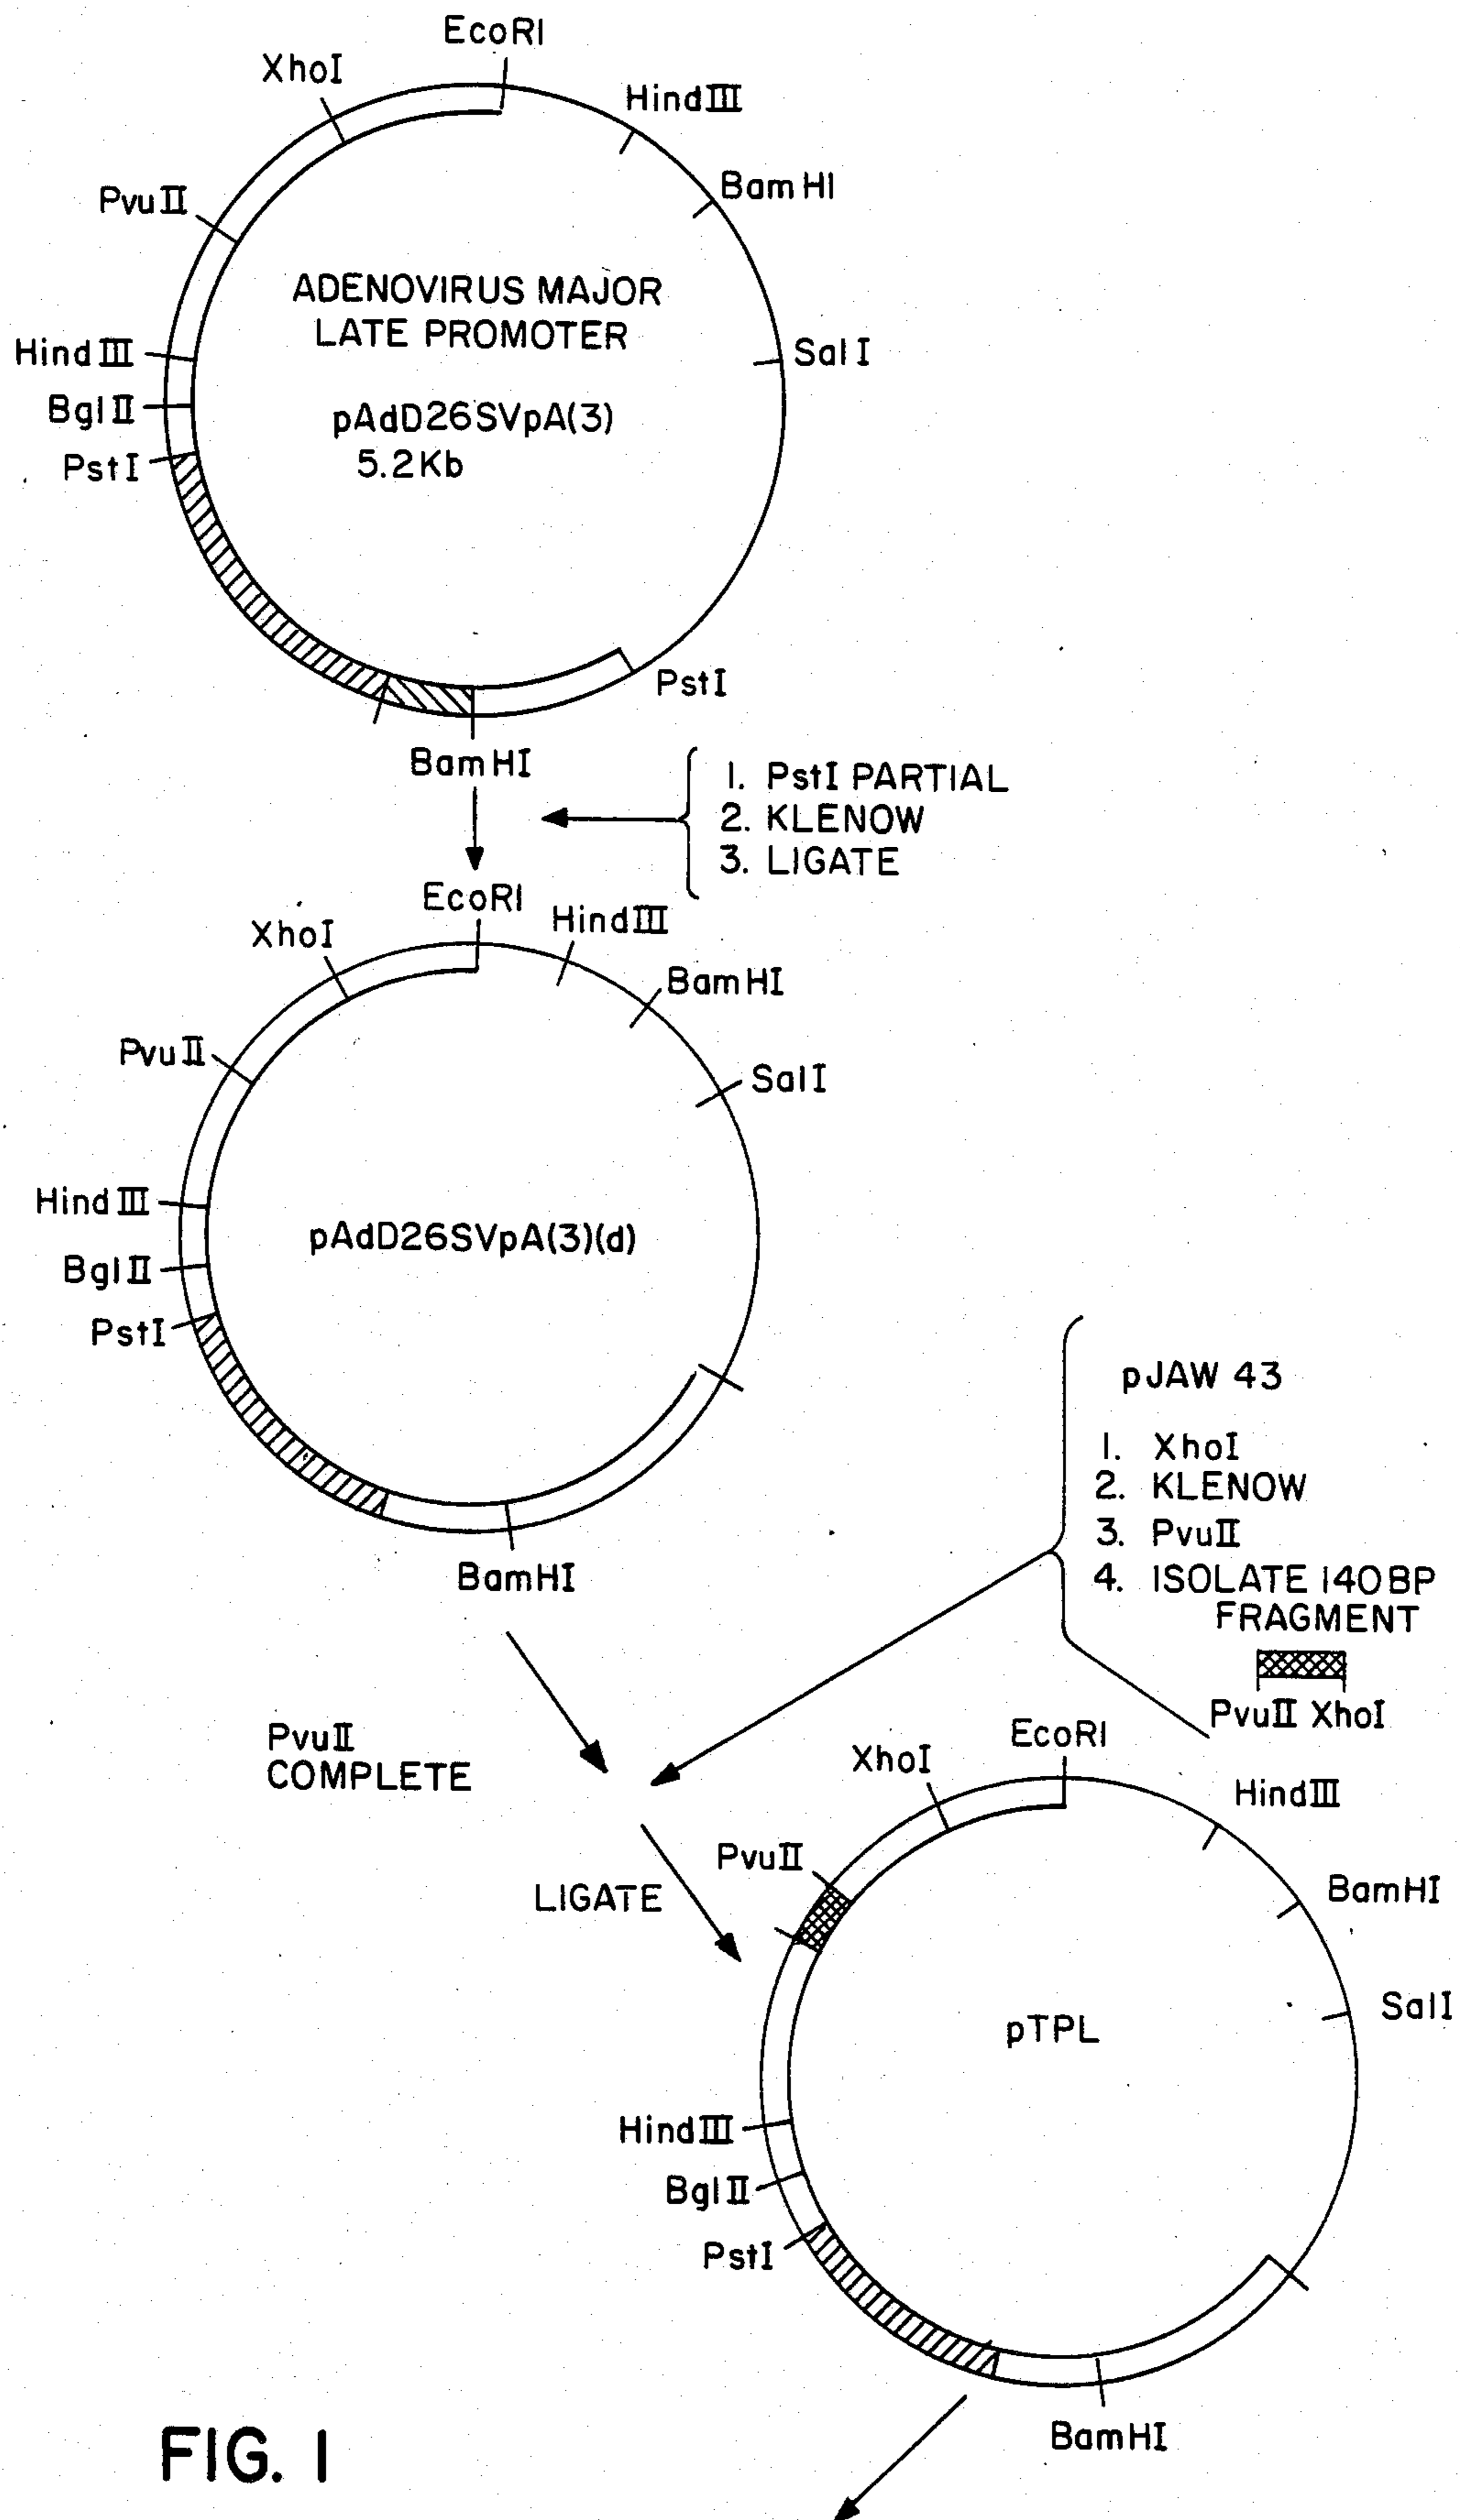 EcoRI
XhoI
HindIII
BamHI
PvuII
ADENOVIRUS MAJOR
LATE PROMOTER
HindIII
SalI
BglII
pAdD26SVpA(3)
PstI
5.2Kb
PstI
BamHI
1. PstI PARTIAL
2. KLENOW
3. LIGATE
EcoRI
HindIII
XhoI
BamHI
PvuII
SalI
HindIII
pAdD26SVpA(3)(d)
BglII
PstI
BamHI
pJAW 43
1. XhoI
2. KLENOW
3. PvuII
4. ISOLATE 140 BP
FRAGMENT
PvuII XhoI
PvuII
COMPLETE
LIGATE
EcoRI
XhoI
HindIII
PvuII
BamHI
SalI
pTPL
HindIII
BglII
PstI
BamHI
FIG. 1